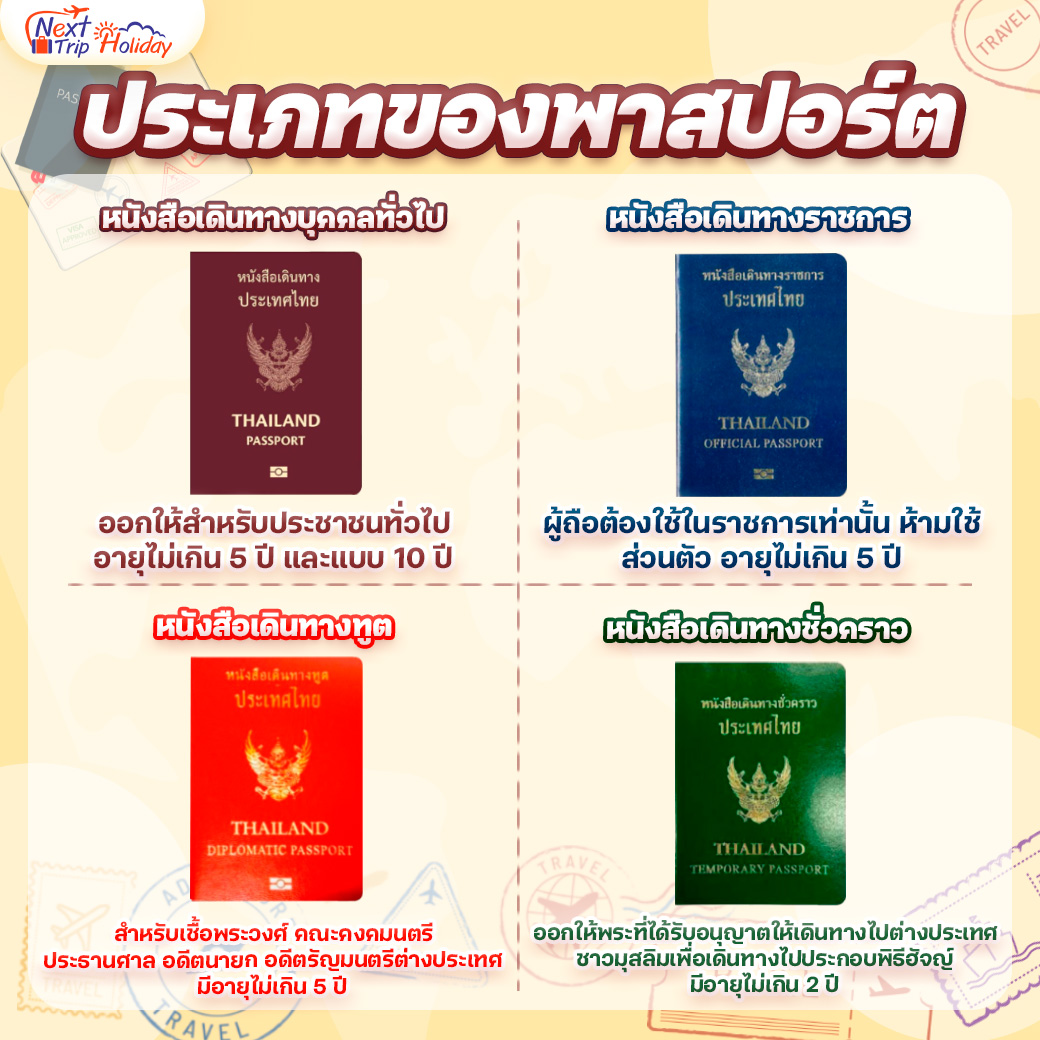 Next
Trip Holiday
PAS
TRAVEL
ประเภทของพาสปอร์ต
หนังสือเดินทางบุคคลทั่วไป
หนังสือเดินทาง
ประเทศไทย
THAILAND
PASSPORT
ออกให้สำหรับประชาชนทั่วไป
อายุไม่เกิน 5 ปี และแบบ 10 ปี
หนังสือเดินทางราชการ
หนังสือเดินทางราชการ
ประเทศไทย
THAILAND
OFFICIAL PASSPORT
ผู้ถือต้องใช้ในราชการเท่านั้น ห้ามใช้
ส่วนตัว อายุไม่เกิน 5 ปี
หนังสือเดินทางทูต
หนังสือเดินทางทูต
ประเทศไทย
THAILAND
DIPLOMATIC PASSPORT
สำหรับเชื้อพระวงศ์ คณะคงคมนตรี
ประธานศาล อดีตนายก อดีตรัญมนตรีต่างประเทศ
มีอายุไม่เกิน 5 ปี
หนังสือเดินทางชั่วคราว
หนังสือเดินทางชั่วคราว
ประเทศไทย
THAILAND
TEMPORARY PASSPORT
ออกให้พระที่ได้รับอนุญาตให้เดินทางไปต่างประเทศ
ชาวมุสลิมเพื่อเดินทางไปประกอบพิธีฮัจญ์
มีอายุไม่เกิน 2 ปี
TRAVEL
TRAVEL